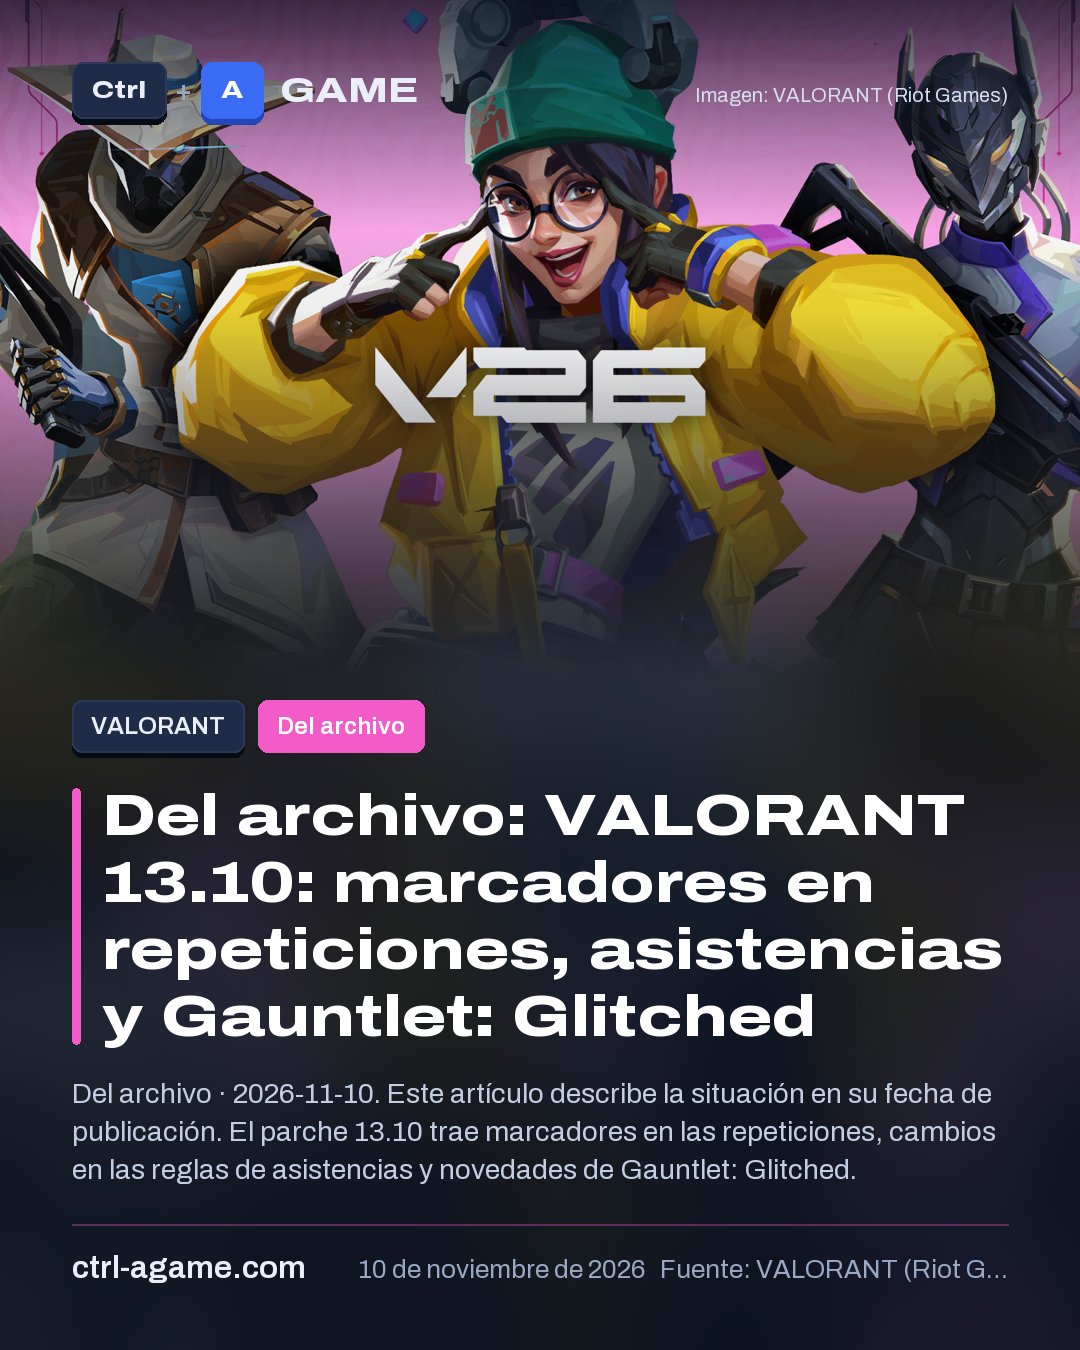 Ctrl + A GAME
Imagen: VALORANT (Riot Games)
V26
VALORANT
Del archivo
Del archivo: VALORANT
13.10: marcadores en
repeticiones, asistencias
y Gauntlet: Glitched
Del archivo · 2026-11-10. Este artículo describe la situación en su fecha de
publicación. El parche 13.10 trae marcadores en las repeticiones, cambios
en las reglas de asistencias y novedades de Gauntlet: Glitched.
ctrl-agame.com
10 de noviembre de 2026
Fuente: VALORANT (Riot G...